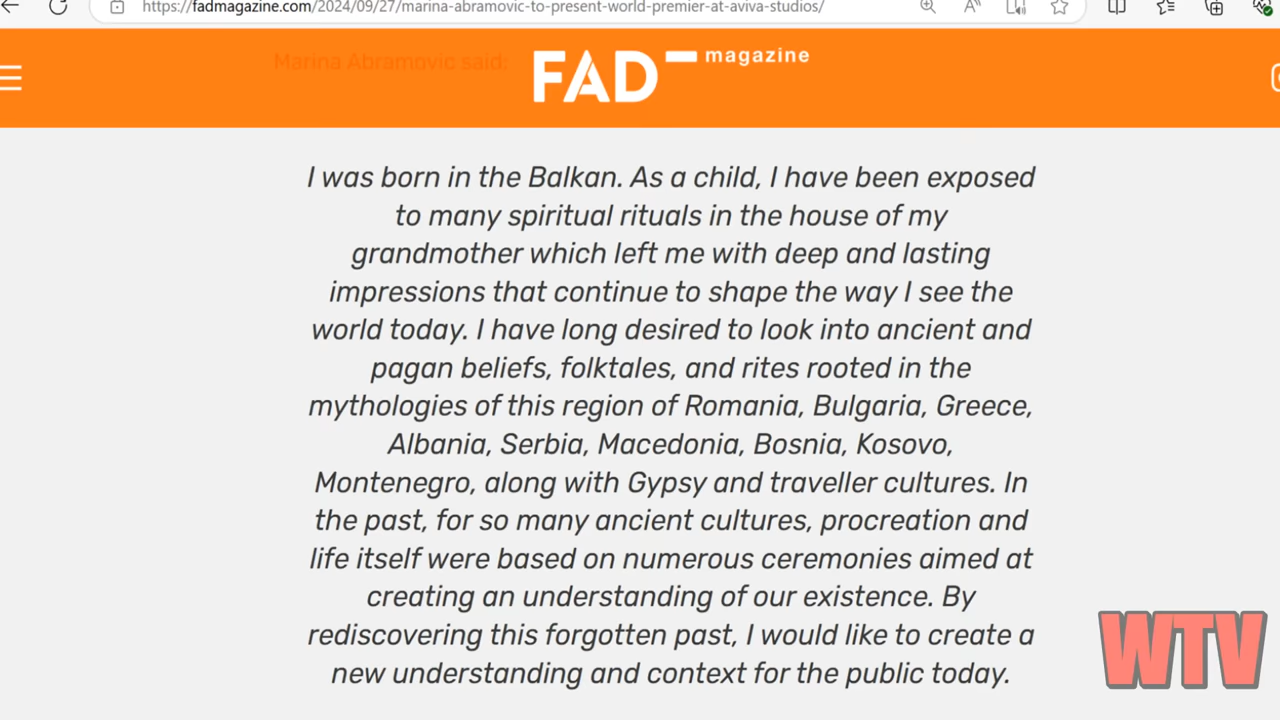 https://fadmagazine.com/2024/09/27/marina-abramovic-to-present-world-premier-at-aviva-studios/
Marina Abramovic said:
FAD magazine
I was born in the Balkan. As a child, I have been exposed
to many spiritual rituals in the house of my
grandmother which left me with deep and lasting
impressions that continue to shape the way I see the
world today. I have long desired to look into ancient and
pagan beliefs, folktales, and rites rooted in the
mythologies of this region of Romania, Bulgaria, Greece,
Albania, Serbia, Macedonia, Bosnia, Kosovo,
Montenegro, along with Gypsy and traveller cultures. In
the past, for so many ancient cultures, procreation and
life itself were based on numerous ceremonies aimed at
creating an understanding of our existence. By
rediscovering this forgotten past, I would like to create a
new understanding and context for the public today.
WTV